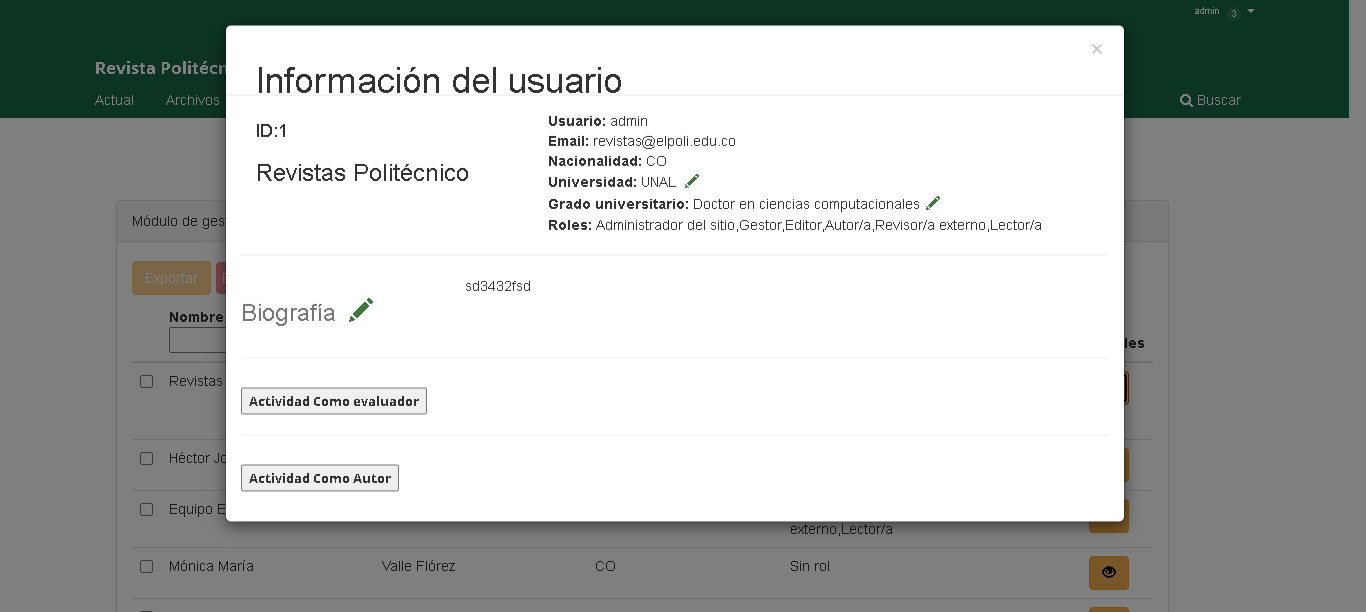 admin 3
Revista Politécn
Actual Archivos Buscar
×
Información del usuario
ID:1
Revistas Politécnico
Usuario: admin
Email: revistas@elpoli.edu.co
Nacionalidad: CO
Universidad: UNAL
Grado universitario: Doctor en ciencias computacionales
Roles: Administrador del sitio,Gestor,Editor,Autor/a,Revisor/a externo,Lector/a
Biografía
sd3432fsd
Actividad Como evaluador
Actividad Como Autor
Módulo de ges
Exportar
Nombre
les
Revistas
Héctor Jo
Equipo E
externo,Lector/a
Mónica María Valle Flórez CO Sin rol